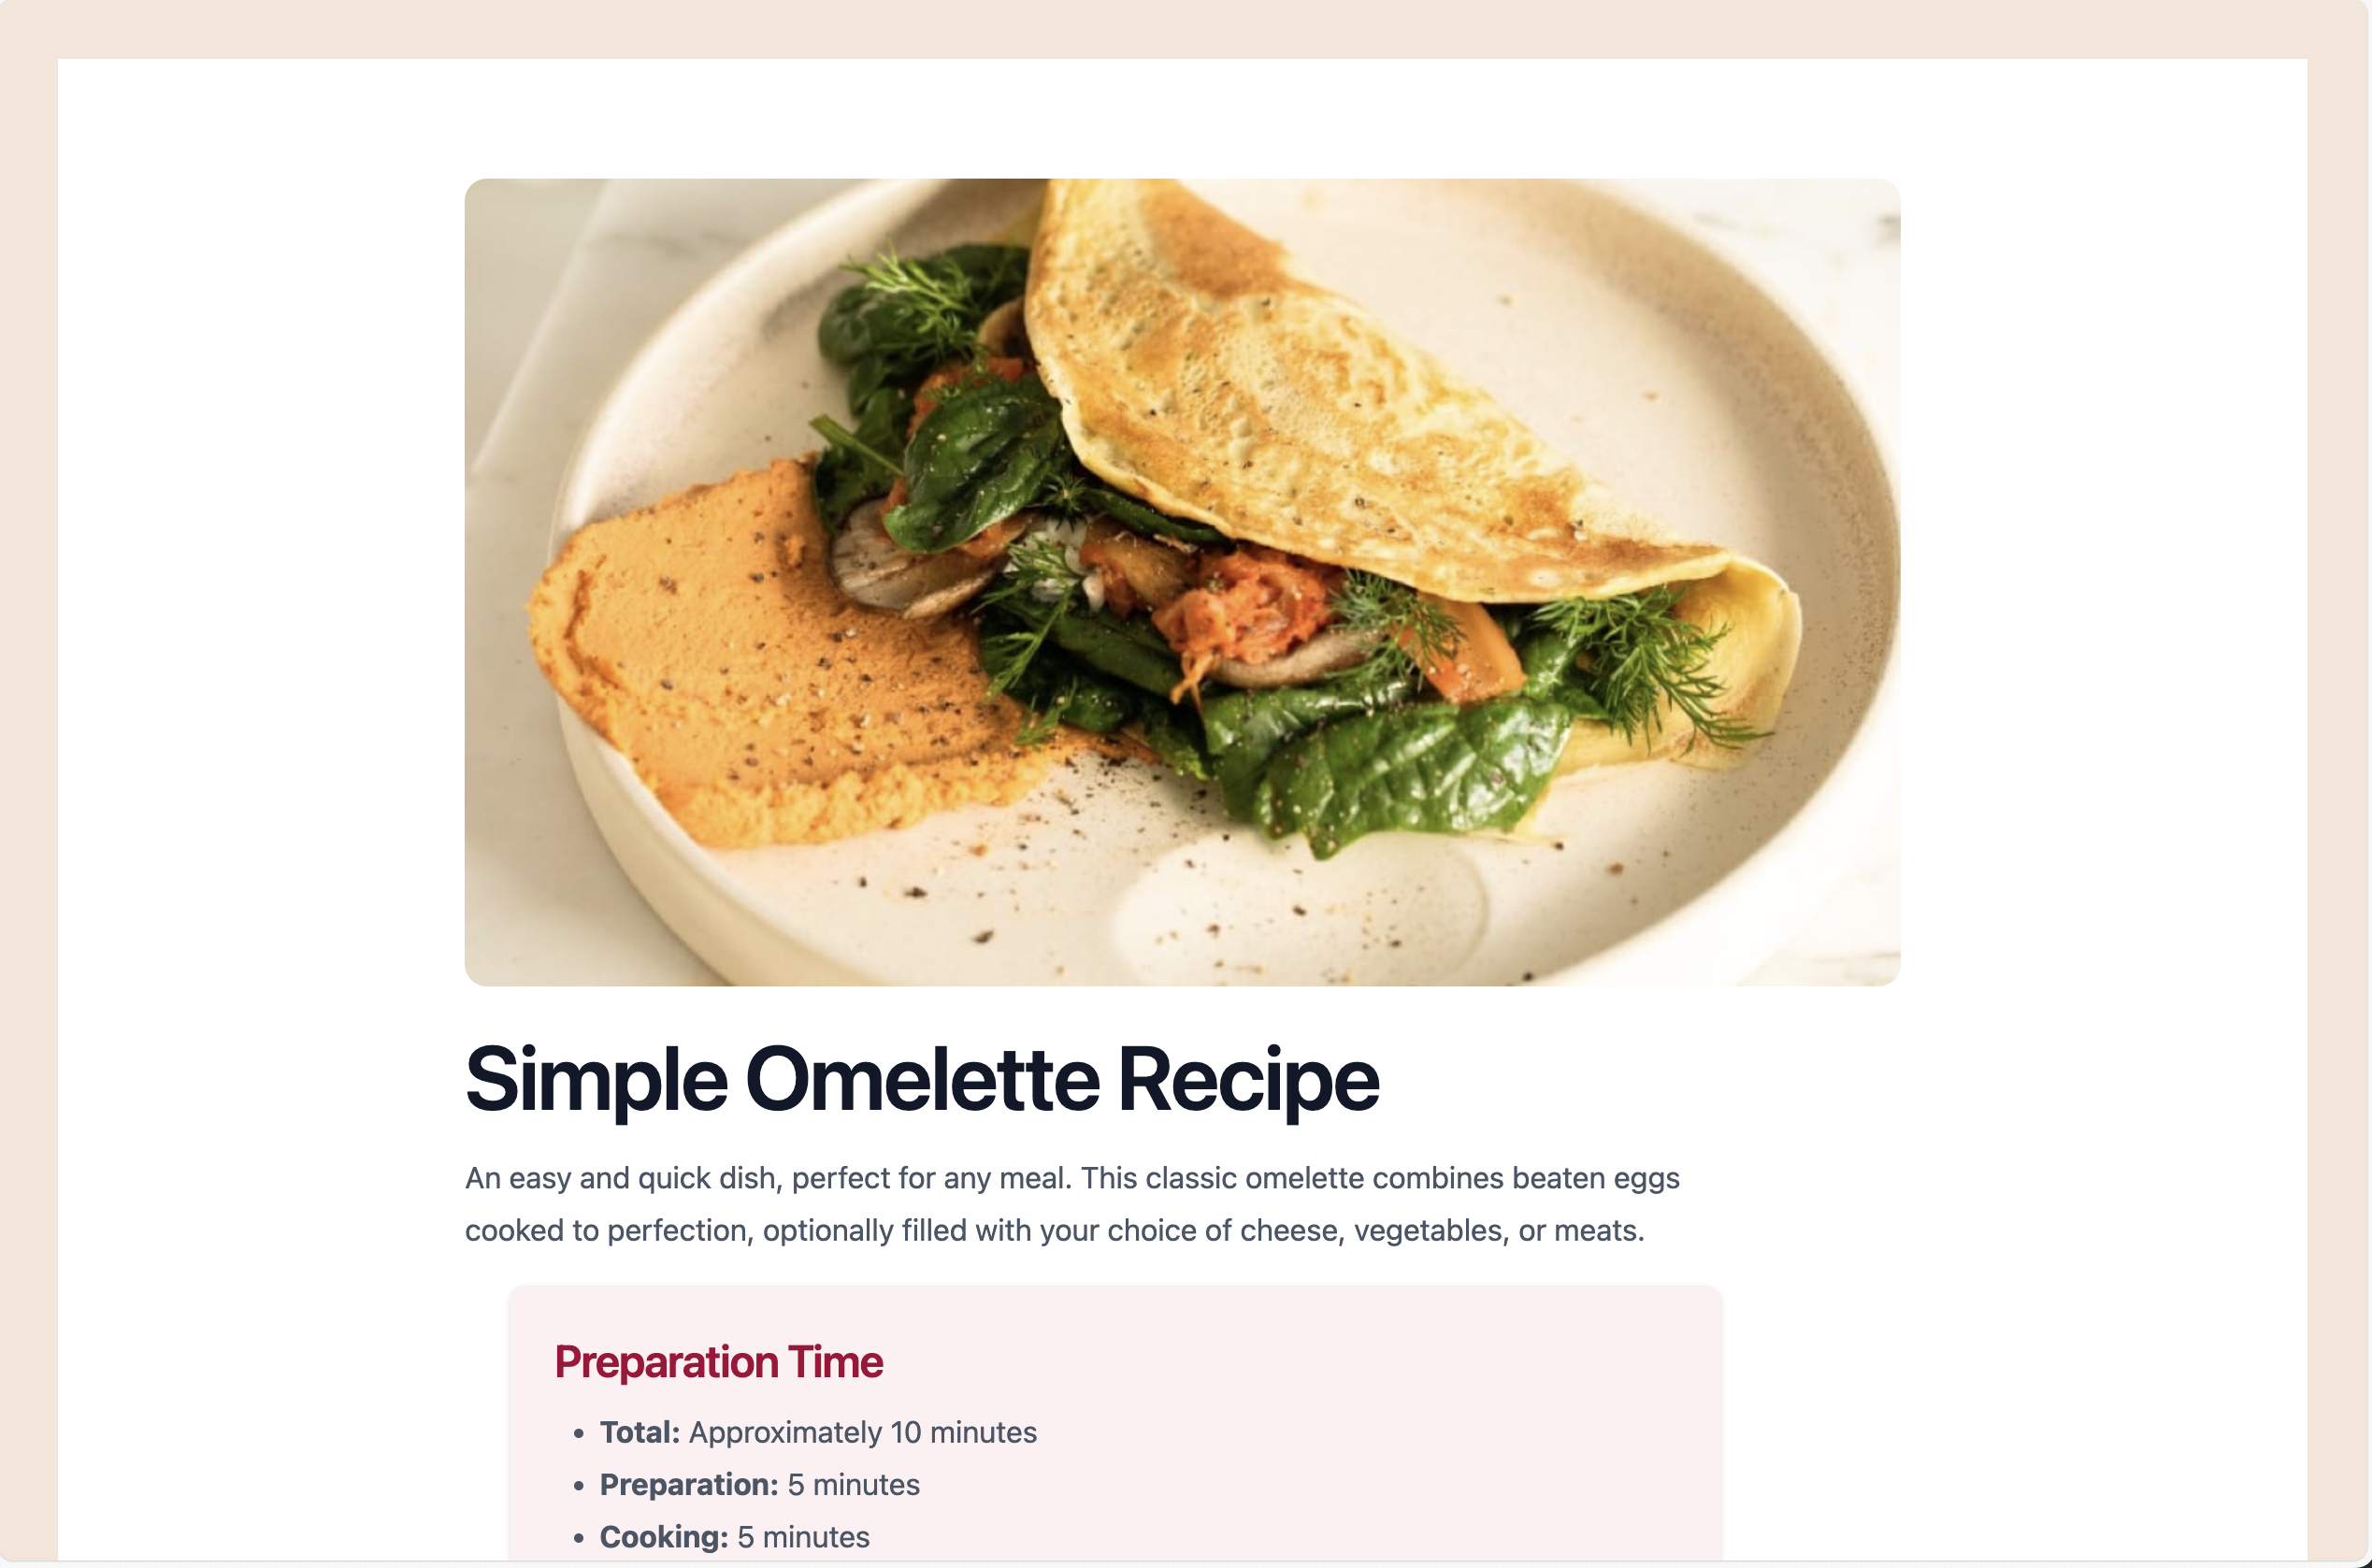 Simple Omelette Recipe
An easy and quick dish, perfect for any meal. This classic omelette combines beaten eggs
cooked to perfection, optionally filled with your choice of cheese, vegetables, or meats.
Preparation Time
• Total: Approximately 10 minutes
• Preparation: 5 minutes
• Cooking: 5 minutes